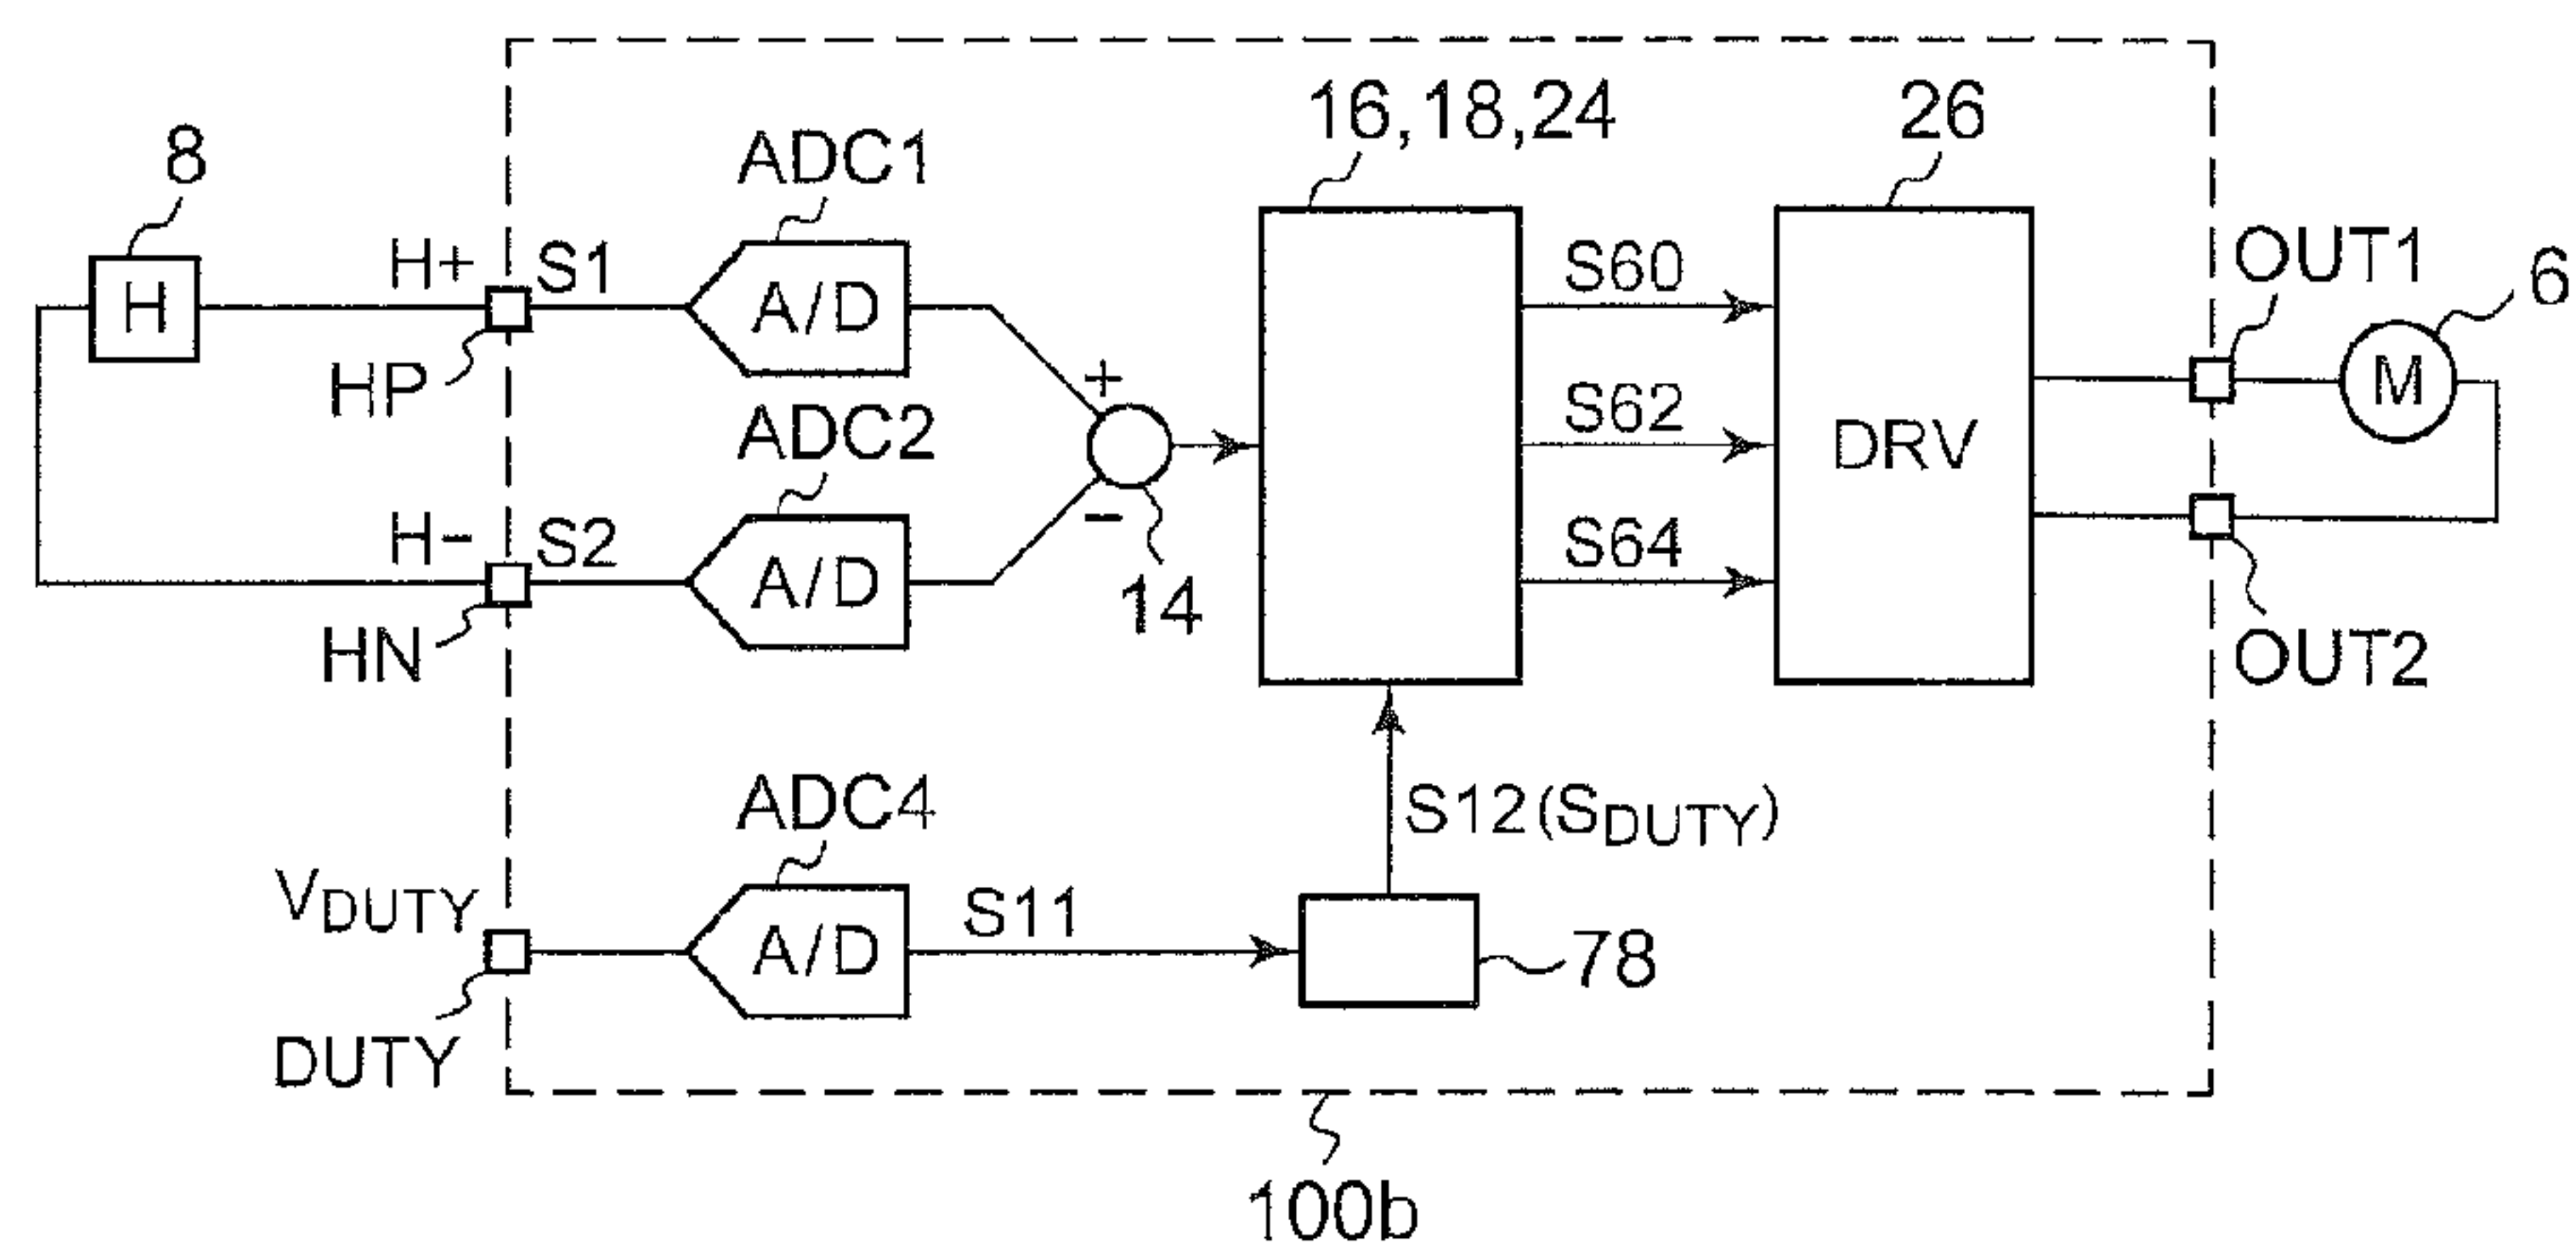 16,18,24
26
8
ADC1
OUT1
6
H+
S1
S60
H
A/D
HP
+
M
ADC2
S62
DRV
H-
S2
-
S64
A/D
14
HN
OUT2
ADC4
S12(SDUTY)
VDUTY
S11
A/D
78
DUTY
100b